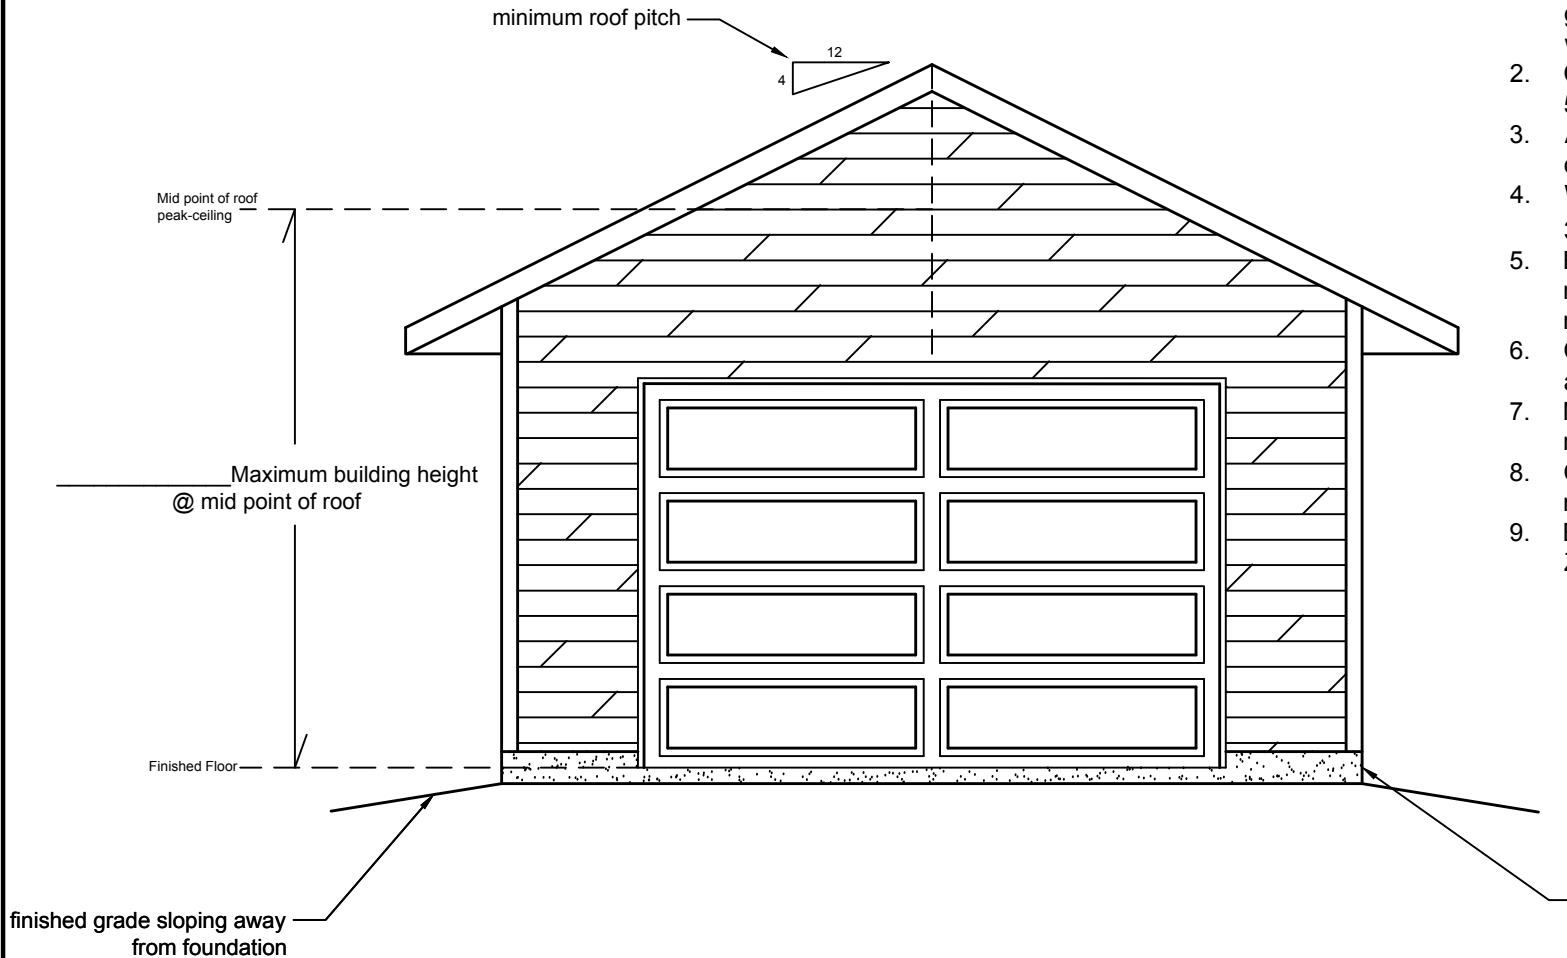 minimum roof pitch
12
4
Mid point of roof
peak-ceiling
Maximum building height
@ mid point of roof
Finished Floor
finished grade sloping away
from foundation
2.
3.
4.
5.
6.
7.
8.
9.